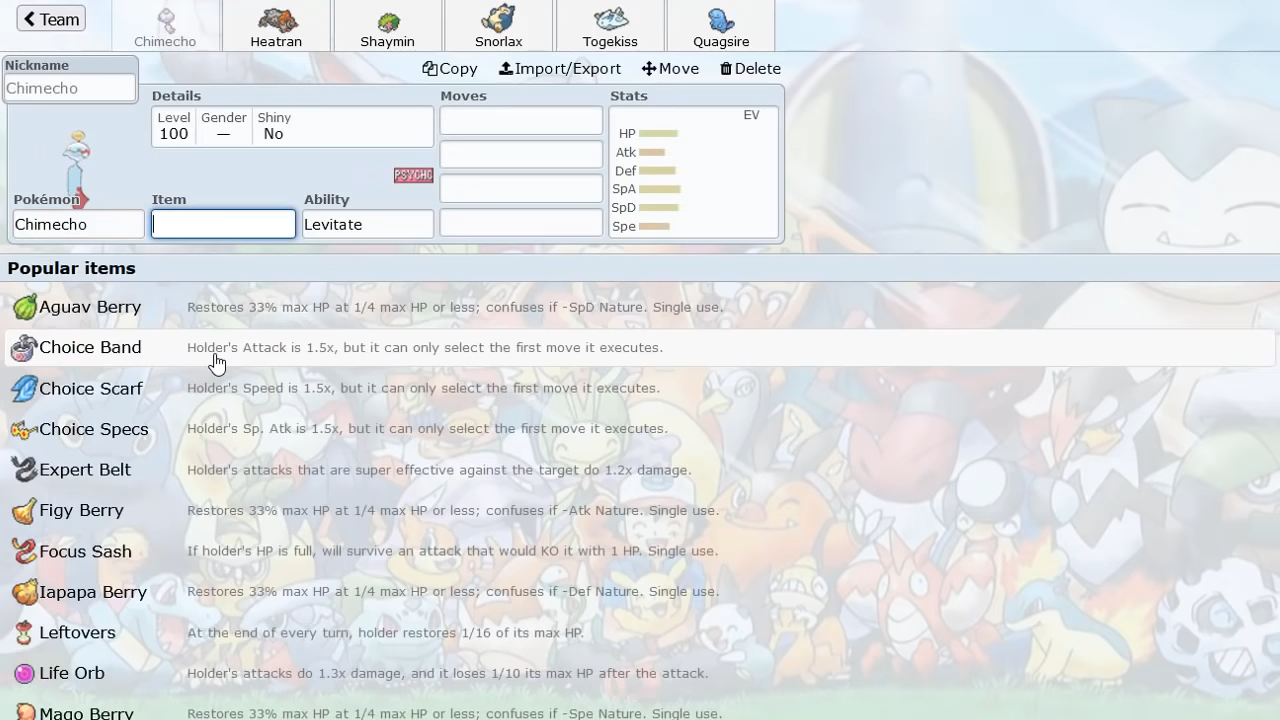 Team
Chimecho
Heatran
Shaymin
Snorlax
Togekiss
Quagsire
Nickname
Chimecho
Copy
Import/Export
Move
Delete
Details
Level
100
Gender
—
Shiny
No
PSYCHC
Pokémon
Chimecho
Item
Ability
Levitate
Moves
Stats
EV
HP
Atk
Def
SpA
SpD
Spe
Popular items
Aguav Berry Restores 33% max HP at 1/4 max HP or less; confuses if -SpD Nature. Single use.
Choice Band Holder's Attack is 1.5x, but it can only select the first move it executes.
Choice Scarf Holder's Speed is 1.5x, but it can only select the first move it executes.
Choice Specs Holder's Sp. Atk is 1.5x, but it can only select the first move it executes.
Expert Belt Holder's attacks that are super effective against the target do 1.2x damage.
Figy Berry Restores 33% max HP at 1/4 max HP or less; confuses if -Atk Nature. Single use.
Focus Sash If holder's HP is full, will survive an attack that would KO it with 1 HP. Single use.
Iapapa Berry Restores 33% max HP at 1/4 max HP or less; confuses if -Def Nature. Single use.
Leftovers At the end of every turn, holder restores 1/16 of its max HP.
Life Orb Holder's attacks do 1.3x damage, and it loses 1/10 its max HP after the attack.
Mago Berry Restores 33% max HP at 1/4 max HP or less; confuses if -Spe Nature. Single use.